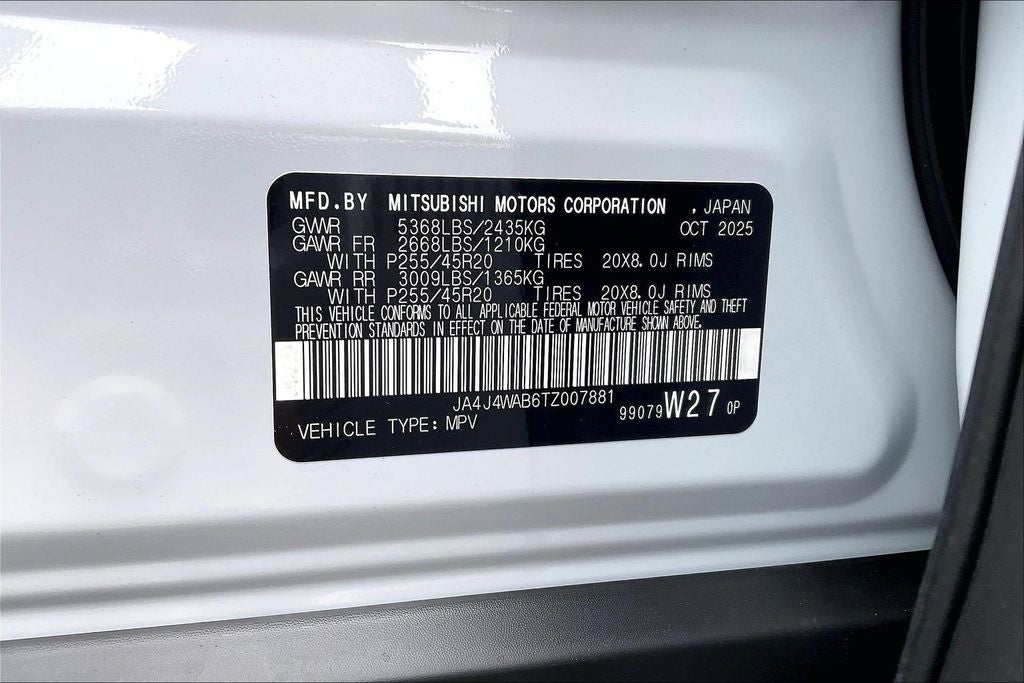 MFD.BY MITSUBISHI MOTORS CORPORATION , JAPAN
GVWR 5368LBS/2435KG OCT 2025
GAWR FR 2668LBS/1210KG
WITH P255/45R20 TIRES 20X8.0J RIMS
GAWR RR 3009LBS/1365KG
WITH P255/45R20 TIRES 20X8.0J RIMS
THIS VEHICLE CONFORMS TO ALL APPLICABLE FEDERAL MOTOR VEHICLE SAFETY AND THEFT
PREVENTION STANDARDS IN EFFECT ON THE DATE OF MANUFACTURE SHOWN ABOVE.
JA4J4WAB6TZ007881
VEHICLE TYPE: MPV 99079 W27 0P